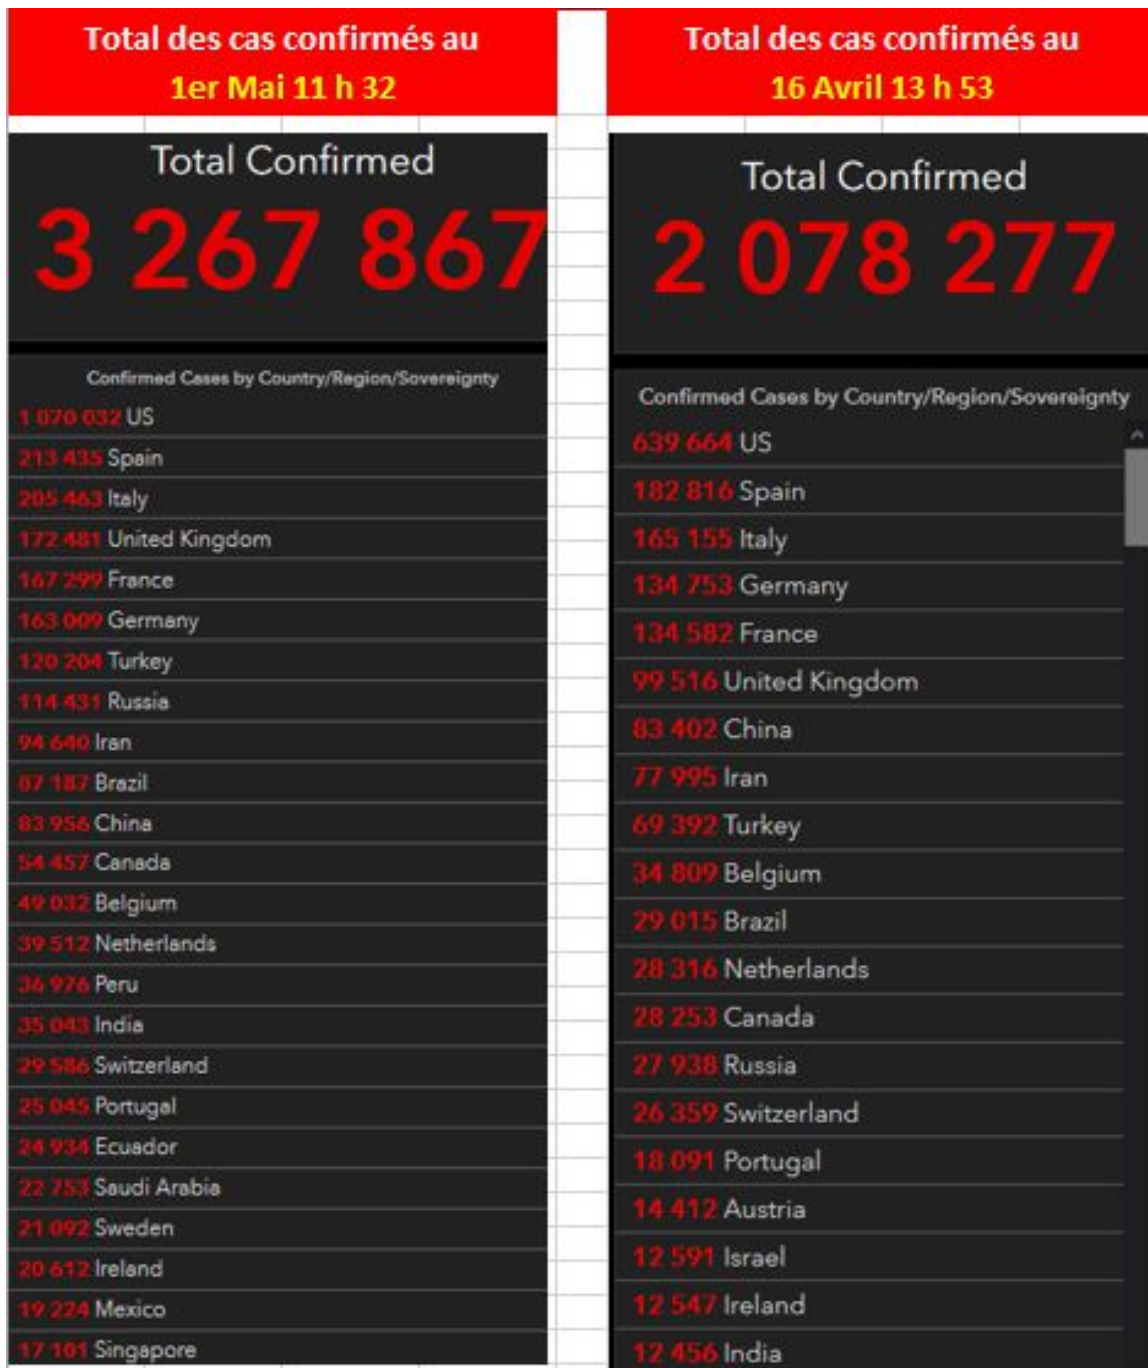 Total des cas confirmés au
1er Mai 11 h 32
Total Confirmed
3 267 867
Confirmed Cases by Country/Region/Sovereignty
1 070 032 US
213 435 Spain
205 463 Italy
172 481 United Kingdom
167 299 France
163 009 Germany
120 204 Turkey
114 431 Russia
94 640 Iran
87 187 Brazil
83 956 China
54 457 Canada
49 032 Belgium
39 512 Netherlands
36 976 Peru
35 043 India
29 586 Switzerland
25 045 Portugal
24 934 Ecuador
22 753 Saudi Arabia
21 092 Sweden
20 612 Ireland
19 224 Mexico
17 101 Singapore
Total des cas confirmés au
16 Avril 13 h 53
Total Confirmed
2 078 277
Confirmed Cases by Country/Region/Sovereignty
639 664 US
182 816 Spain
165 155 Italy
134 753 Germany
134 582 France
99 516 United Kingdom
83 402 China
77 995 Iran
69 392 Turkey
34 809 Belgium
29 015 Brazil
28 316 Netherlands
28 253 Canada
27 938 Russia
26 359 Switzerland
18 091 Portugal
14 412 Austria
12 591 Israel
12 547 Ireland
12 456 India